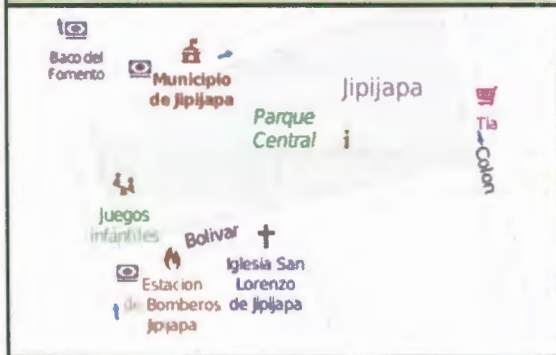 Baco del
Fomento
Municipio
de Jipijapa
Jipijapa
Parque
Central
i
Tia
Colon
Juegos
infantiles
Bolivar
Iglesia San
Lorenzo
de Jipijapa
Estacion
de Bomberos
Jipijapa